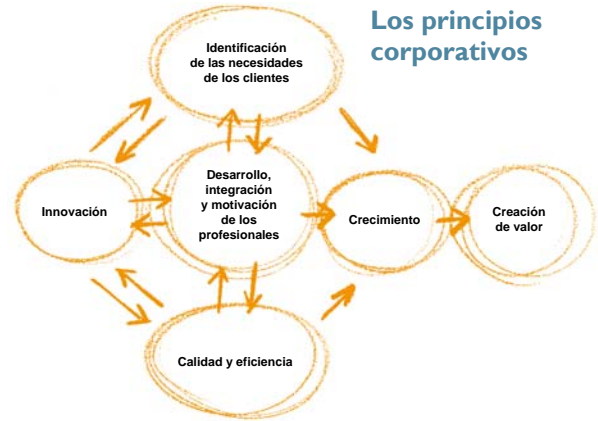 Los principios
corporativos
Identificación
de las necesidades
de los clientes
Desarrollo,
integración
y motivación
de los
profesionales
Innovación
Crecimiento
Creación
de valor
Calidad y eficiencia